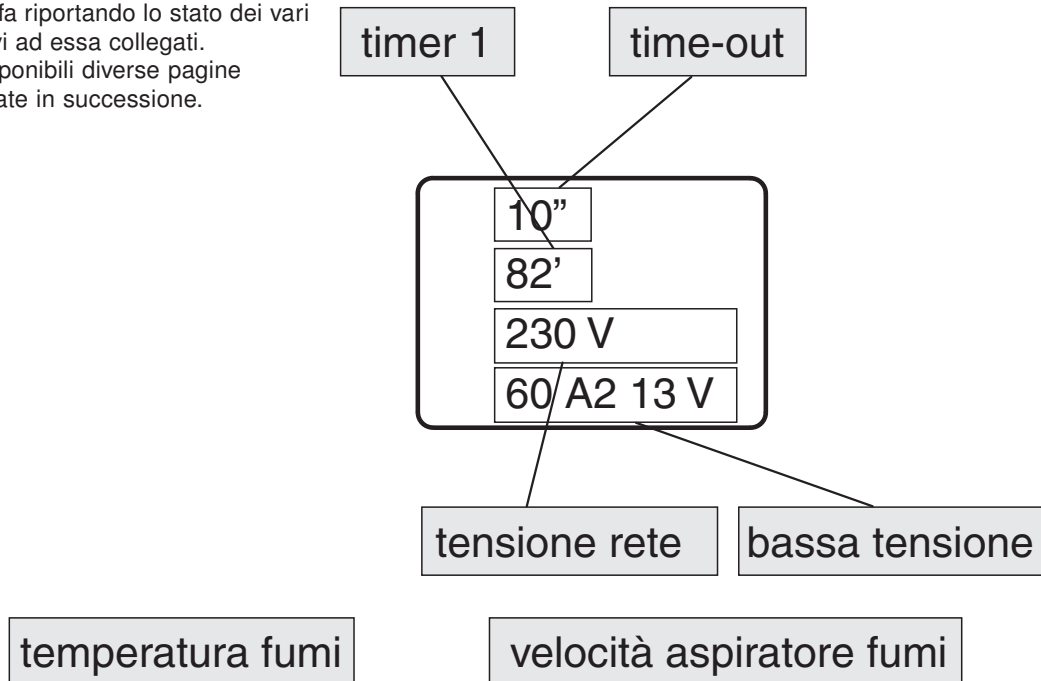 fa riportando lo stato dei vari
vi ad essa collegati.
ponibili diverse pagine
ate in successione.
timer 1
time-out
10”
82’
230 V
60 A2 13 V
tensione rete
bassa tensione
temperatura fumi
velocità aspiratore fumi